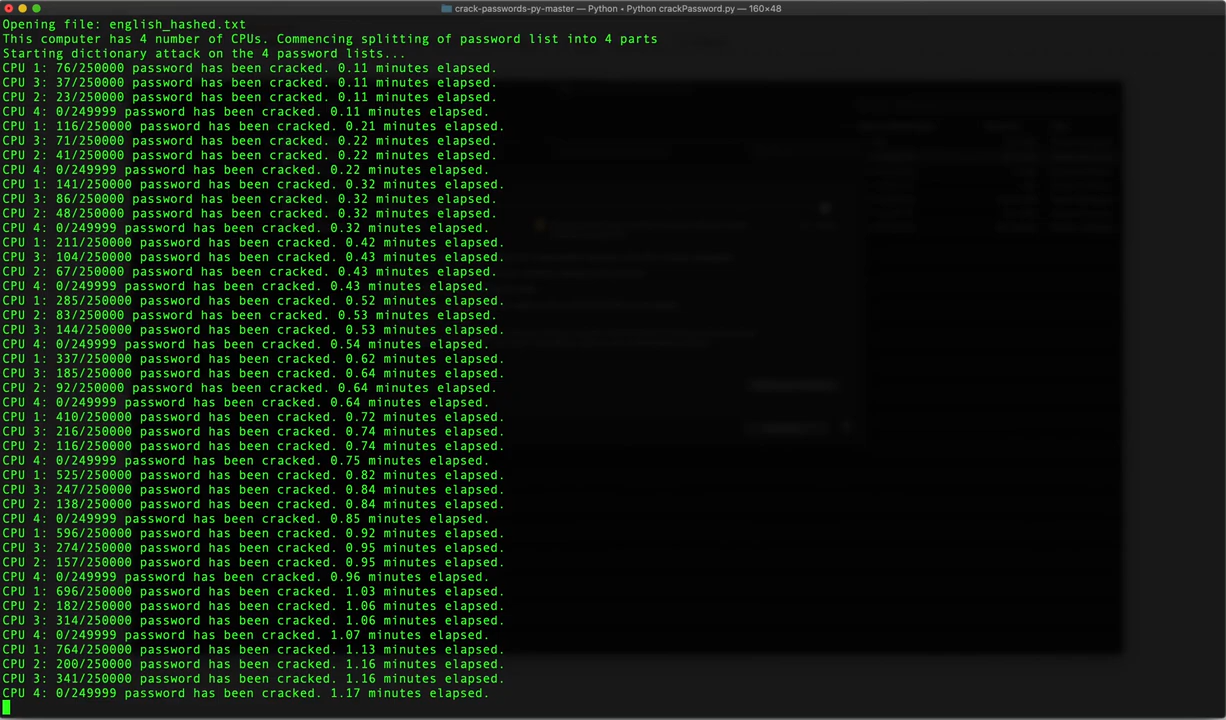 crack-passwords-py-master — Python • Python crackPassword.py — 160×48
Opening file: english_hashed.txt
This computer has 4 number of CPUs. Commencing splitting of password list into 4 parts
Starting dictionary attack on the 4 password lists...
CPU 1: 76/250000 password has been cracked. 0.11 minutes elapsed.
CPU 3: 37/250000 password has been cracked. 0.11 minutes elapsed.
CPU 2: 23/250000 password has been cracked. 0.11 minutes elapsed.
CPU 4: 0/249999 password has been cracked. 0.11 minutes elapsed.
CPU 1: 116/250000 password has been cracked. 0.21 minutes elapsed.
CPU 3: 71/250000 password has been cracked. 0.22 minutes elapsed.
CPU 2: 41/250000 password has been cracked. 0.22 minutes elapsed.
CPU 4: 0/249999 password has been cracked. 0.22 minutes elapsed.
CPU 1: 141/250000 password has been cracked. 0.32 minutes elapsed.
CPU 3: 86/250000 password has been cracked. 0.32 minutes elapsed.
CPU 2: 48/250000 password has been cracked. 0.32 minutes elapsed.
CPU 4: 0/249999 password has been cracked. 0.32 minutes elapsed.
CPU 1: 211/250000 password has been cracked. 0.42 minutes elapsed.
CPU 3: 104/250000 password has been cracked. 0.43 minutes elapsed.
CPU 2: 67/250000 password has been cracked. 0.43 minutes elapsed.
CPU 4: 0/249999 password has been cracked. 0.43 minutes elapsed.
CPU 1: 285/250000 password has been cracked. 0.52 minutes elapsed.
CPU 2: 83/250000 password has been cracked. 0.53 minutes elapsed.
CPU 3: 144/250000 password has been cracked. 0.53 minutes elapsed.
CPU 4: 0/249999 password has been cracked. 0.54 minutes elapsed.
CPU 1: 337/250000 password has been cracked. 0.62 minutes elapsed.
CPU 3: 185/250000 password has been cracked. 0.64 minutes elapsed.
CPU 2: 92/250000 password has been cracked. 0.64 minutes elapsed.
CPU 4: 0/249999 password has been cracked. 0.64 minutes elapsed.
CPU 1: 410/250000 password has been cracked. 0.72 minutes elapsed.
CPU 3: 216/250000 password has been cracked. 0.74 minutes elapsed.
CPU 2: 116/250000 password has been cracked. 0.74 minutes elapsed.
CPU 4: 0/249999 password has been cracked. 0.75 minutes elapsed.
CPU 1: 525/250000 password has been cracked. 0.82 minutes elapsed.
CPU 3: 247/250000 password has been cracked. 0.84 minutes elapsed.
CPU 2: 138/250000 password has been cracked. 0.84 minutes elapsed.
CPU 4: 0/249999 password has been cracked. 0.85 minutes elapsed.
CPU 1: 596/250000 password has been cracked. 0.92 minutes elapsed.
CPU 3: 274/250000 password has been cracked. 0.95 minutes elapsed.
CPU 2: 157/250000 password has been cracked. 0.95 minutes elapsed.
CPU 4: 0/249999 password has been cracked. 0.96 minutes elapsed.
CPU 1: 696/250000 password has been cracked. 1.03 minutes elapsed.
CPU 2: 182/250000 password has been cracked. 1.06 minutes elapsed.
CPU 3: 314/250000 password has been cracked. 1.06 minutes elapsed.
CPU 4: 0/249999 password has been cracked. 1.07 minutes elapsed.
CPU 1: 764/250000 password has been cracked. 1.13 minutes elapsed.
CPU 2: 200/250000 password has been cracked. 1.16 minutes elapsed.
CPU 3: 341/250000 password has been cracked. 1.16 minutes elapsed.
CPU 4: 0/249999 password has been cracked. 1.17 minutes elapsed.